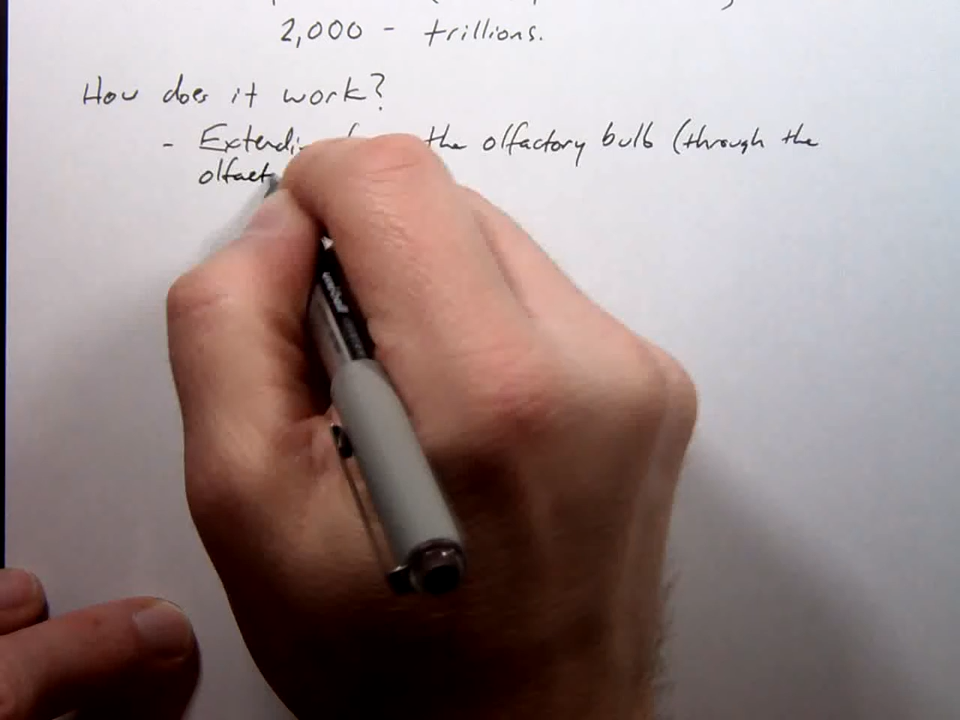 2,000 - trillions.
How does it work?
- Extendi the olfactory bulb (through the
olfact